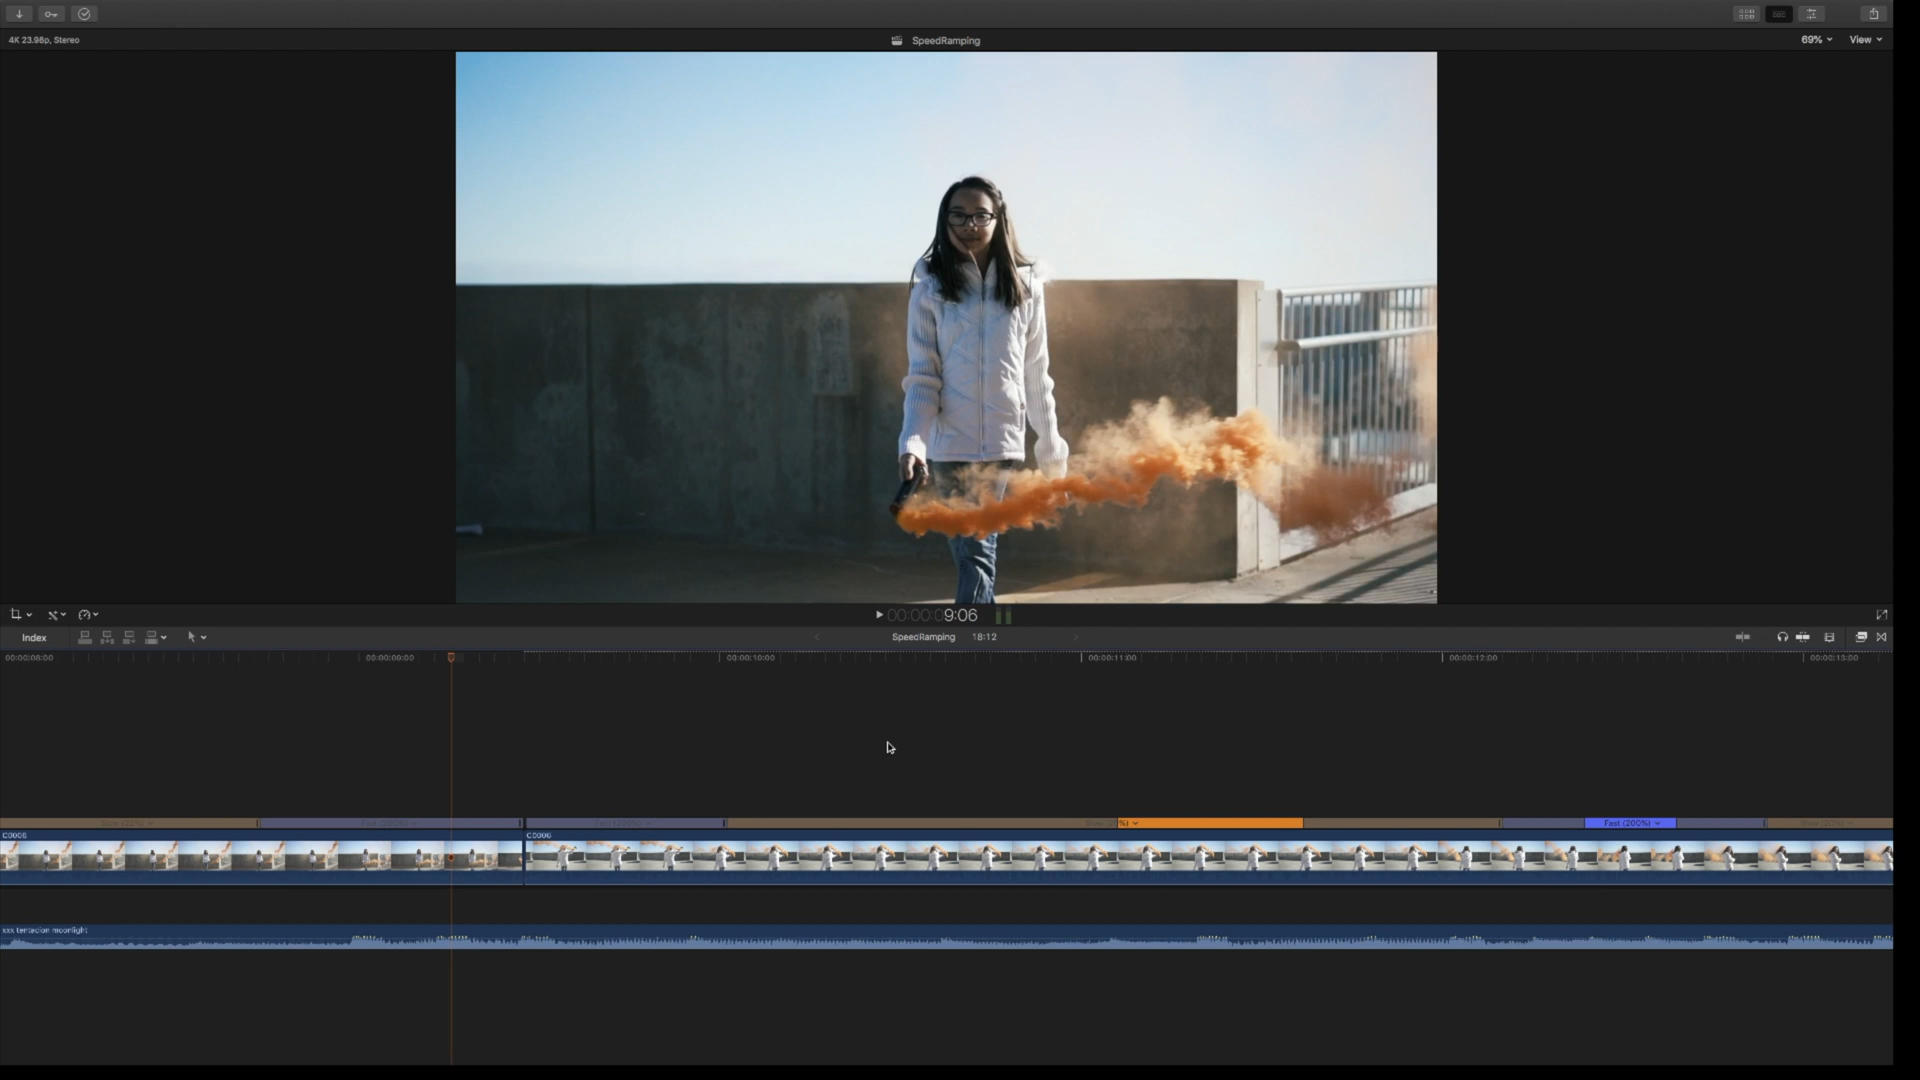 4K 23.98p, Stereo
SpeedRamping
69%
View
00:00:00:09:06
Index
SpeedRamping 18:12
00:00:08:00 00:00:09:00 00:00:10:00 00:00:11:00 00:00:12:00 00:00:13:00
%) Fast (200%)
C0006 C0006
xxx tentacion moonlight